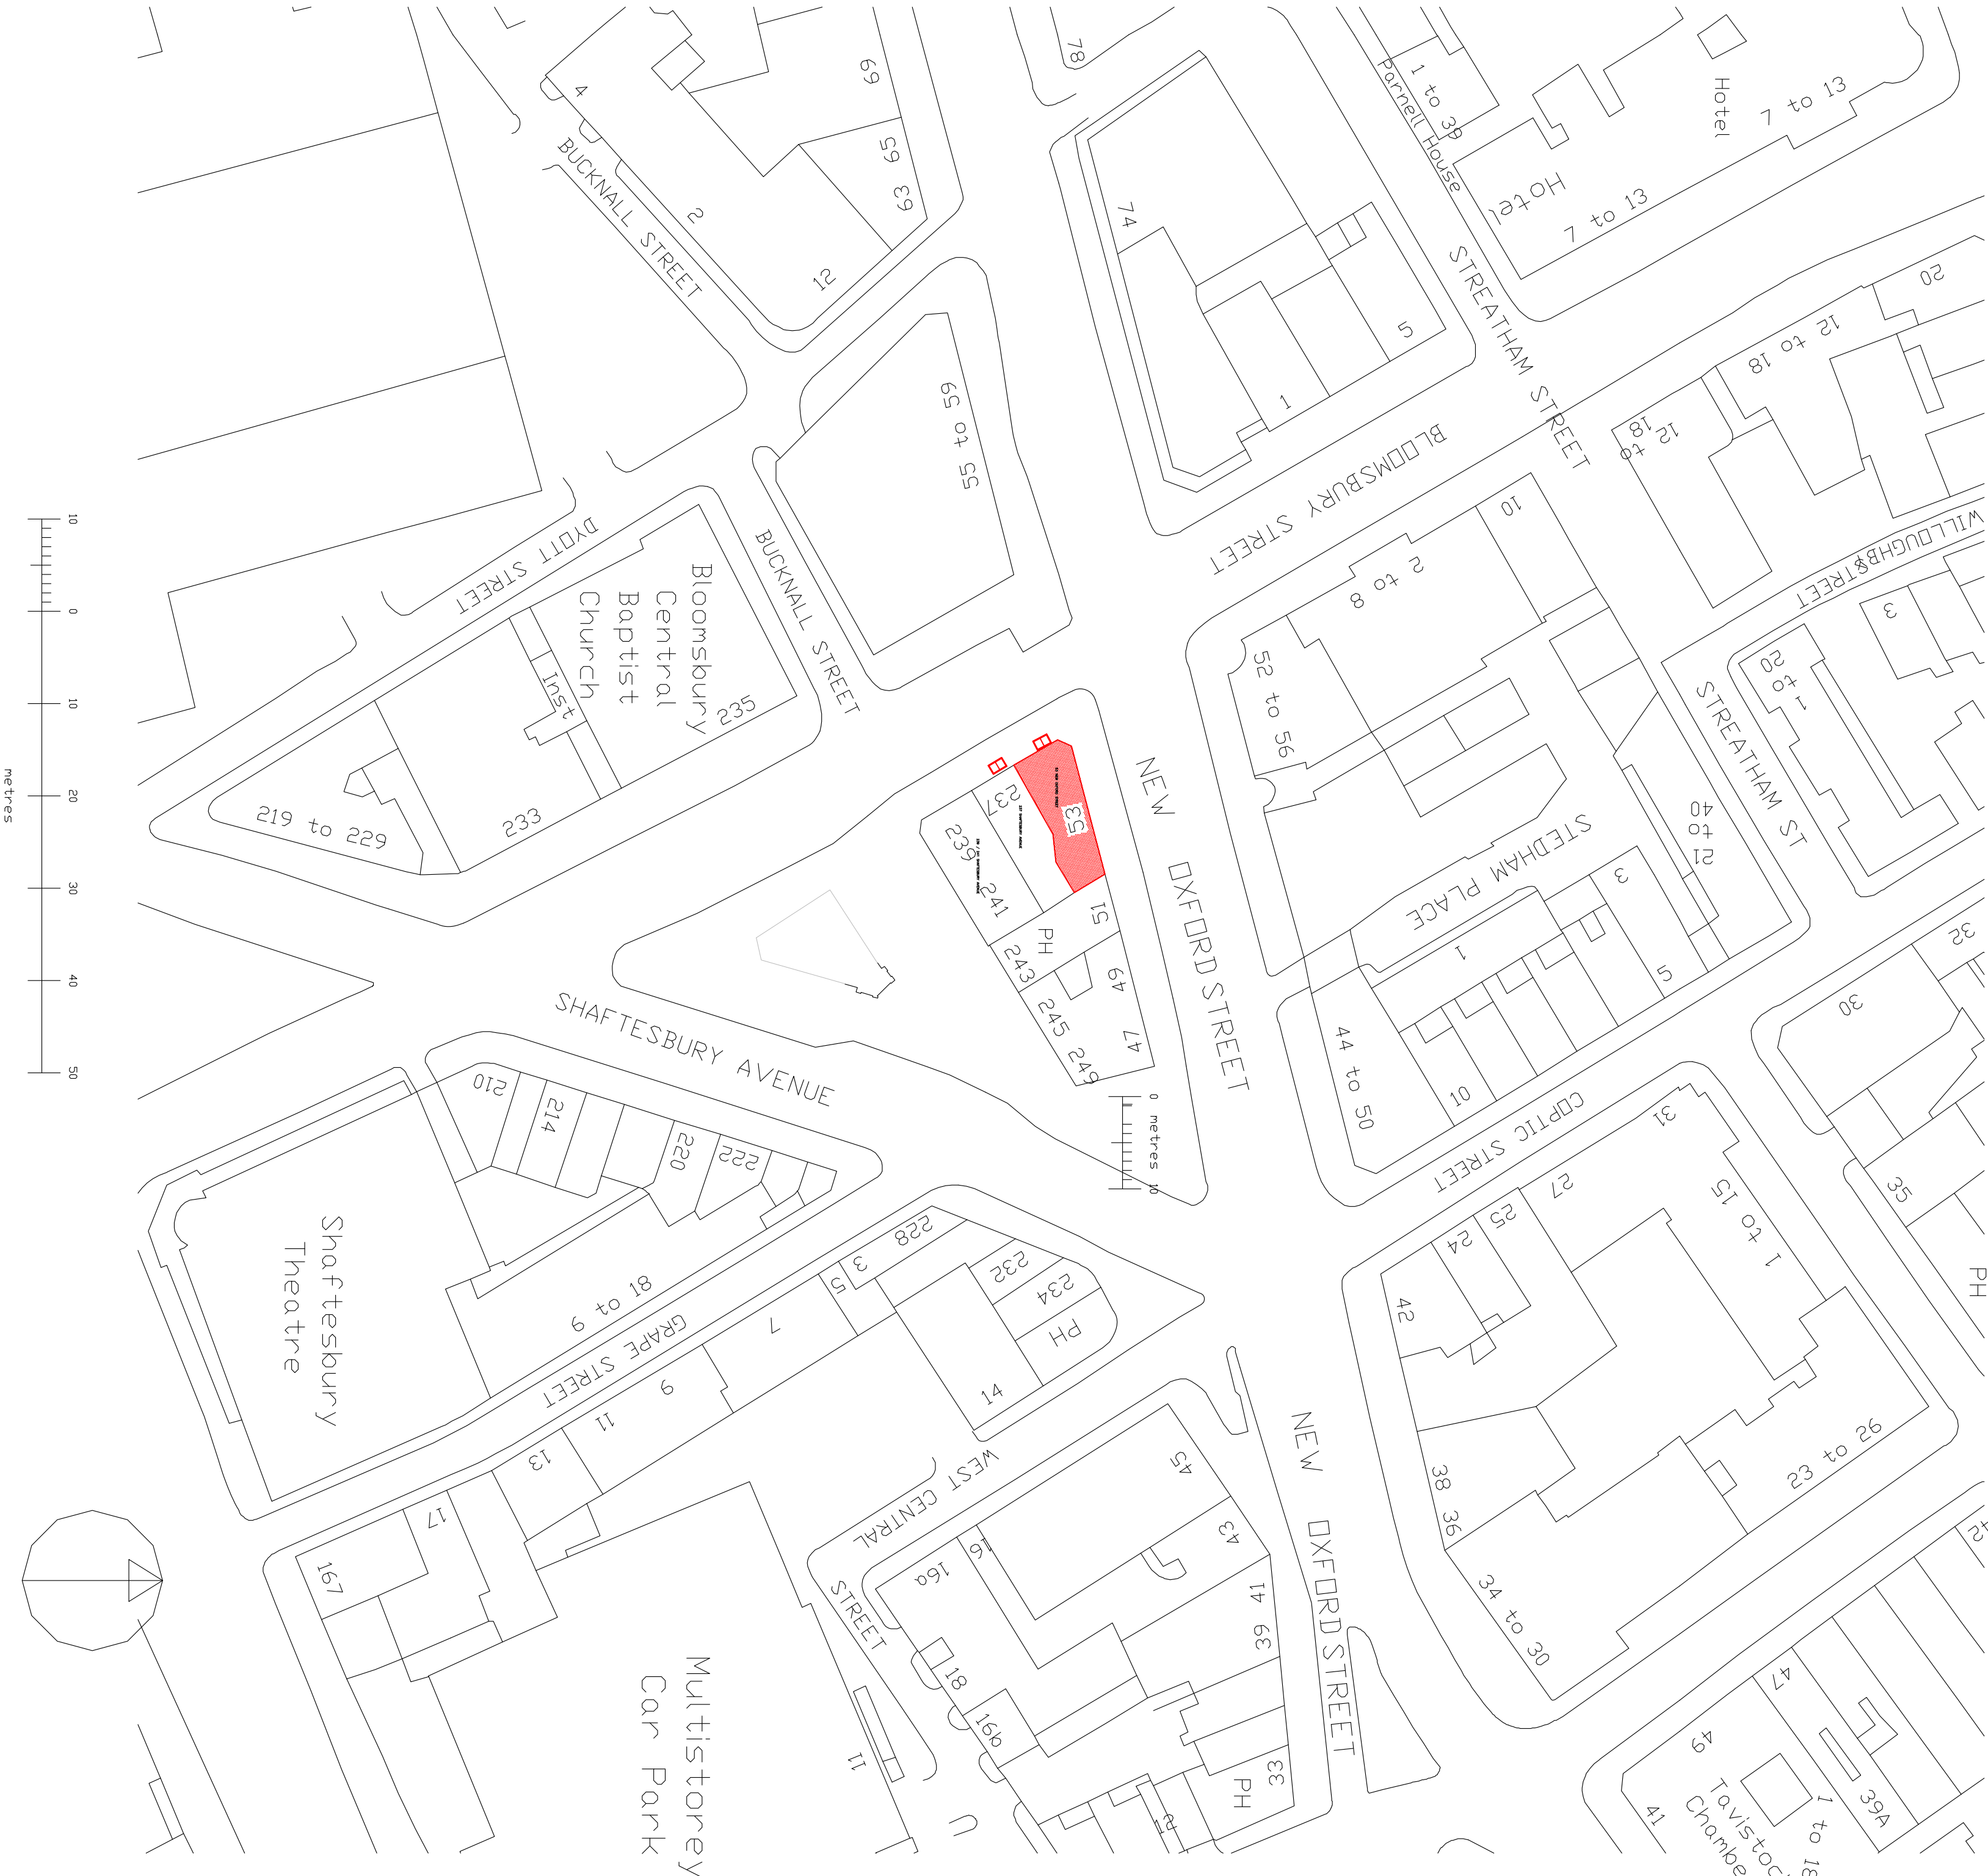 78
69
65
63
4
2
12
BUCKNALL STREET
74
5
1
1 to 39
Parnell House
Hotel
7 to 13
Hotel
7 to 13
STREATHAM STREET
20
12 to 18
12
to
18
WILLOUGHBY
STREET
55 to 59
BLOOMSBURY STREET
10
2 to 8
52 to 56
3
20
to
1
STREATHAM ST
DYOTT STREET
BUCKNALL STREET
Bloomsbury
Central
Baptist
Church
Inst
235
233
219 to 229
10
0
10
20
30
40
50
metres
NEW OXFORD STREET
53
237
239
241
51
PH
243
49
245
249
47
0 metres 10
STEDHAM PLACE
21
to
40
3
1
5
10
44 to 50
COPTIC STREET
32
30
35
PH
31
1 to 15
27
25
24
42
38
36
34 to 30
23 to 26
SHAFTESBURY AVENUE
210
214
220
222
Shaftesbury
Theatre
9 to 18
GRAPE STREET
228
3
5
232
234
PH
7
14
9
11
13
17
167
WEST CENTRAL
STREET
NEW OXFORD STREET
45
43
41
39
33
PH
16
16a
18
16b
11
Multistorey
Car Park
47
49
39A
41
Tavistoc
Chambe
1 to 18